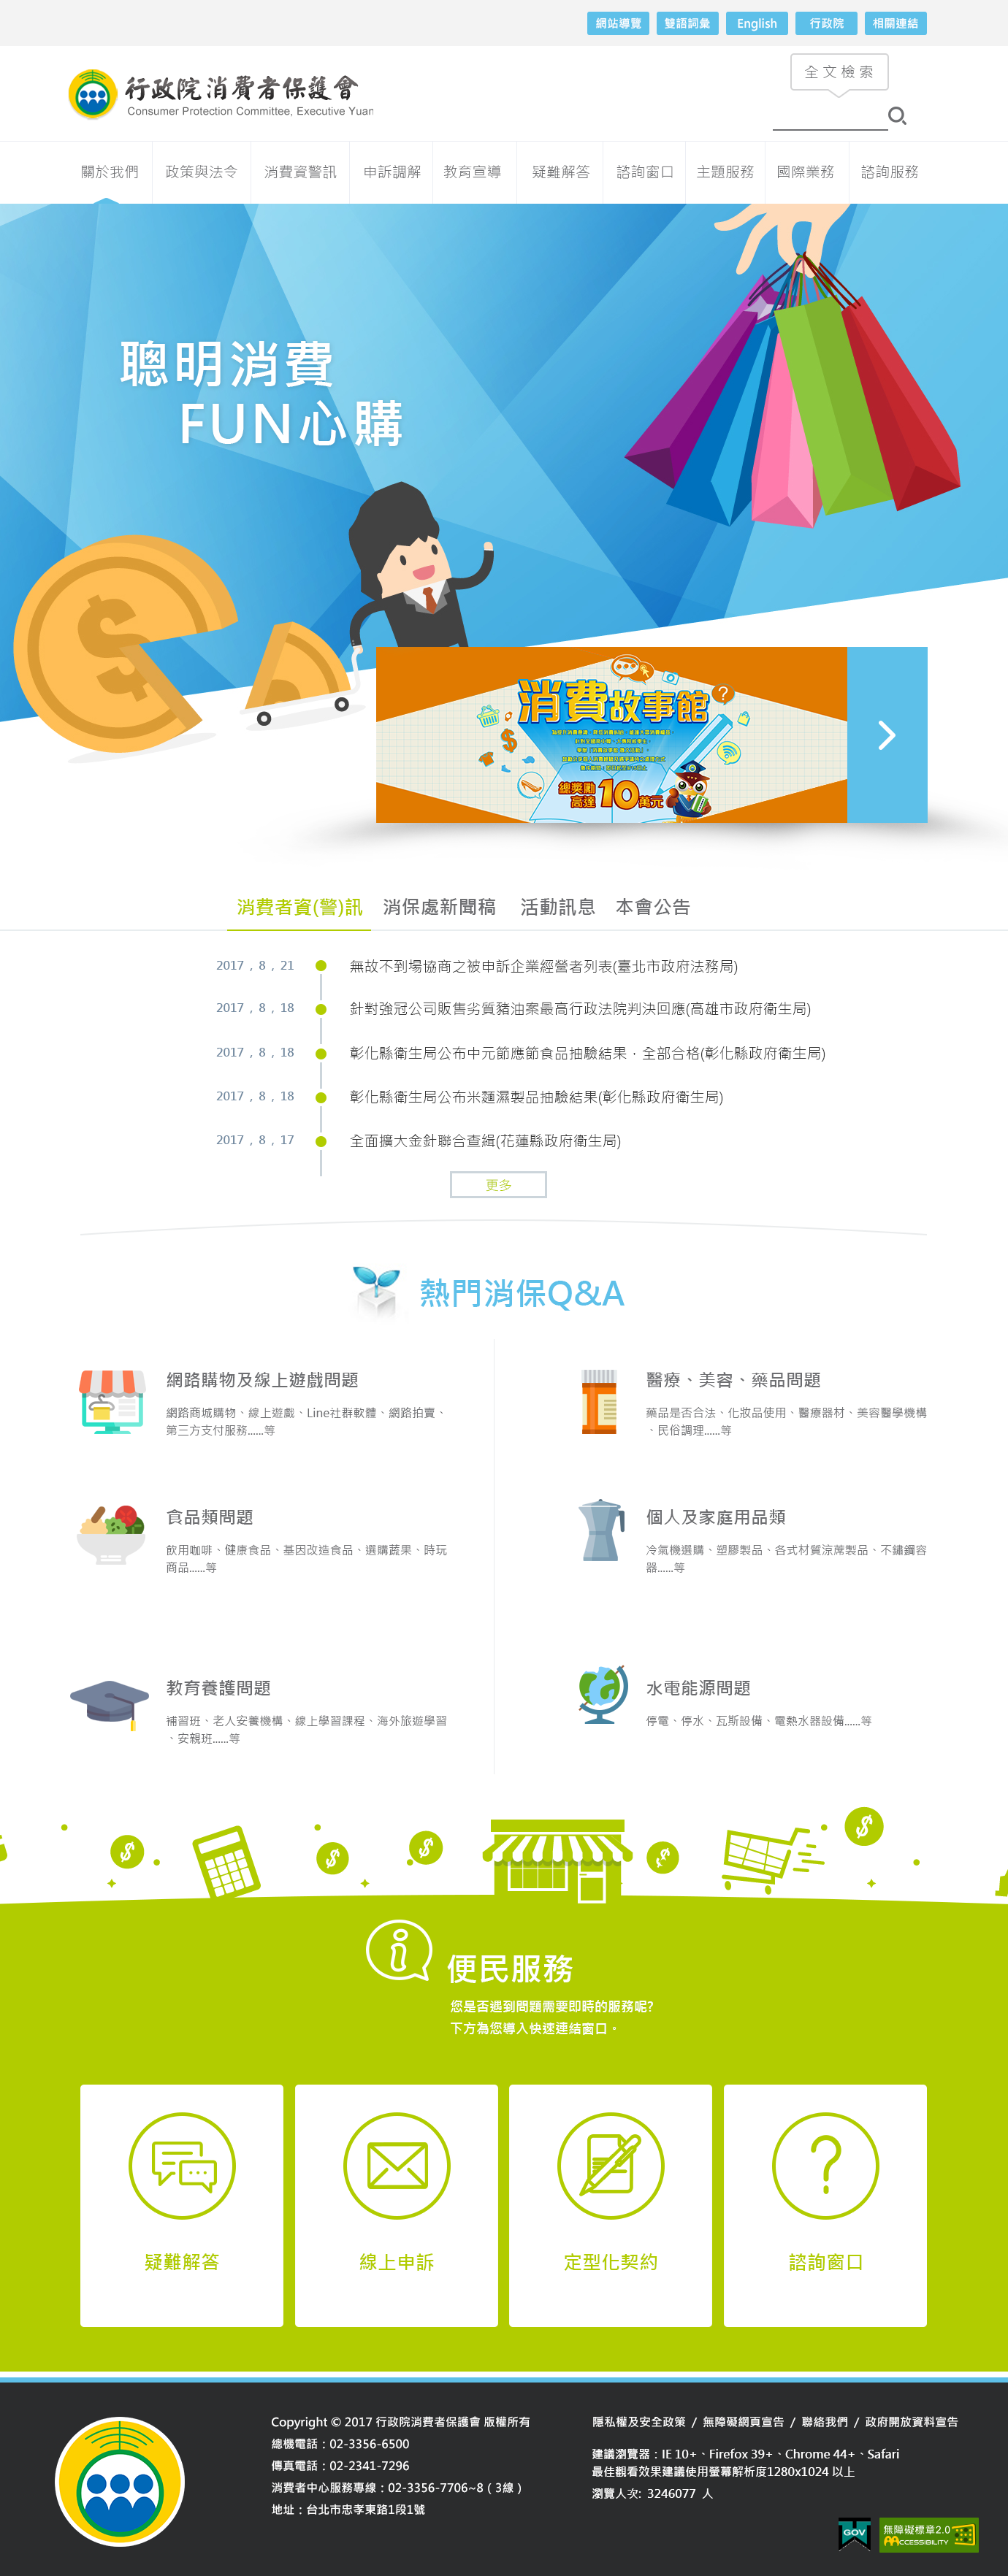 網站導覽 雙語詞彙 English 行政院 相關連結
全文檢索
行政院消費者保護會
Consumer Protection Committee, Executive Yuan
關於我們 政策與法令 消費資警訊 申訴調解 教育宣導 疑難解答 諮詢窗口 主題服務 國際業務 諮詢服務
聰明消費
FUN心購
消費故事館
總獎勵
高達10萬元
消費者資(警)訊 消保處新聞稿 活動訊息 本會公告
2017 , 8 , 21 無故不到場協商之被申訴企業經營者列表(臺北市政府法務局)
2017 , 8 , 18 針對強冠公司販售劣質豬油案最高行政法院判決回應(高雄市政府衛生局)
2017 , 8 , 18 彰化縣衛生局公布中元節應節食品抽驗結果，全部合格(彰化縣政府衛生局)
2017 , 8 , 18 彰化縣衛生局公布米麵濕製品抽驗結果(彰化縣政府衛生局)
2017 , 8 , 17 全面擴大金針聯合查緝(花蓮縣政府衛生局)
更多
熱門消保Q&A
網路購物及線上遊戲問題
網路商城購物、線上遊戲、Line社群軟體、網路拍賣、
第三方支付服務......等
醫療、美容、藥品問題
藥品是否合法、化妝品使用、醫療器材、美容醫學機構
、民俗調理......等
食品類問題
飲用咖啡、健康食品、基因改造食品、選購蔬果、時玩
商品......等
個人及家庭用品類
冷氣機選購、塑膠製品、各式材質涼蓆製品、不鏽鋼容
器......等
教育養護問題
補習班、老人安養機構、線上學習課程、海外旅遊學習
、安親班......等
水電能源問題
停電、停水、瓦斯設備、電熱水器設備......等
便民服務
您是否遇到問題需要即時的服務呢?
下方為您導入快速連結窗口。
疑難解答 線上申訴 定型化契約 諮詢窗口
Copyright © 2017 行政院消費者保護會 版權所有
總機電話：02-3356-6500
傳真電話：02-2341-7296
消費者中心服務專線：02-3356-7706~8 ( 3線 )
地址：台北市忠孝東路1段1號
隱私權及安全政策 / 無障礙網頁宣告 / 聯絡我們 / 政府開放資料宣告
建議瀏覽器：IE 10+、Firefox 39+、Chrome 44+、Safari
最佳觀看效果建議使用螢幕解析度1280x1024 以上
瀏覽人次: 3246077 人
GOV
無障礙標章2.0
ACCESSIBILITY